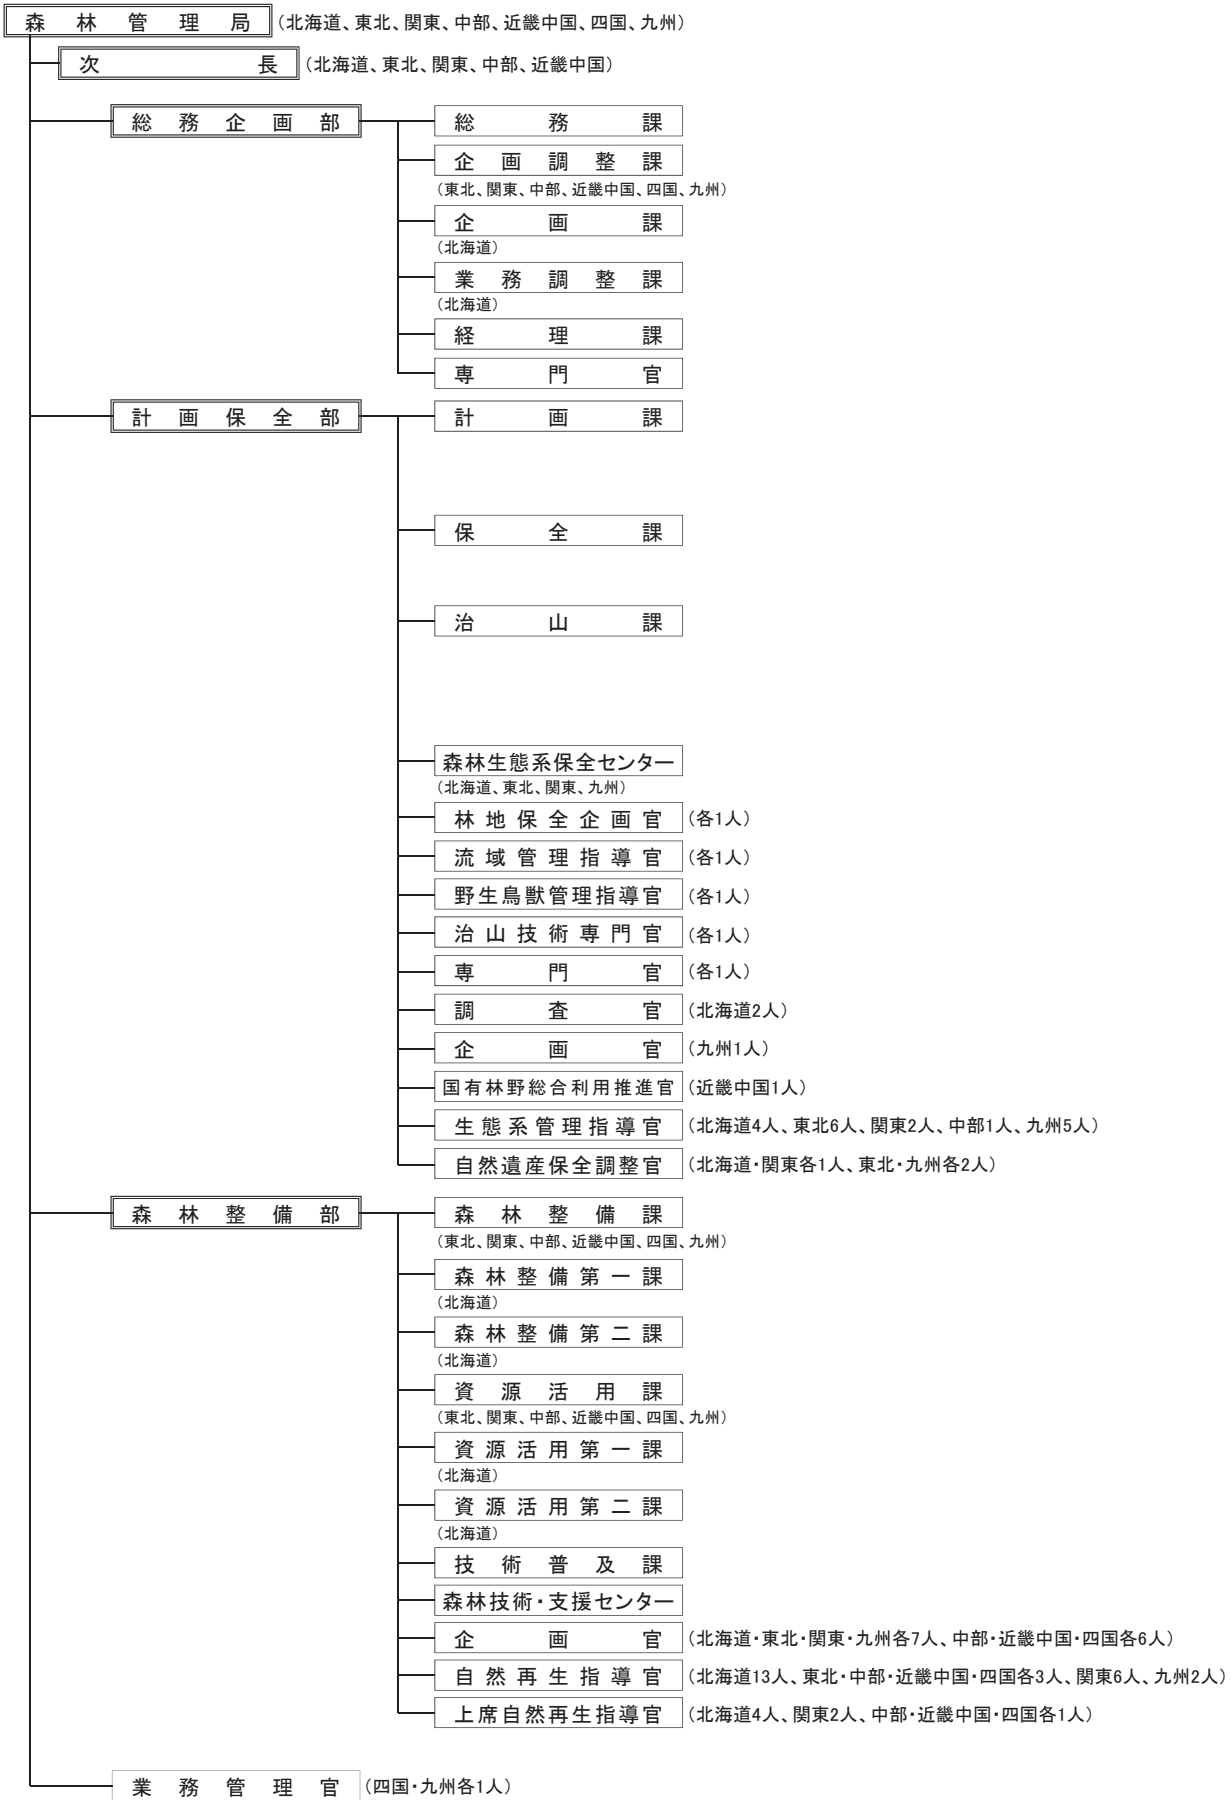 森林管理局（北海道、東北、関東、中部、近畿中国、四国、九州）
次長（北海道、東北、関東、中部、近畿中国）
総務企画部 総務課
企画調整課
（東北、関東、中部、近畿中国、四国、九州）
企画課
（北海道）
業務調整課
（北海道）
経理課
専門官
計画保全部 計画課
保全課
治山課
森林生態系保全センター
（北海道、東北、関東、九州）
林地保全企画官（各1人）
流域管理指導官（各1人）
野生鳥獣管理指導官（各1人）
治山技術専門官（各1人）
専門官（各1人）
調査官（北海道2人）
企画官（九州1人）
国有林野総合利用推進官（近畿中国1人）
生態系管理指導官（北海道4人、東北6人、関東2人、中部1人、九州5人）
自然遺産保全調整官（北海道・関東各1人、東北・九州各2人）
森林整備部 森林整備課
（東北、関東、中部、近畿中国、四国、九州）
森林整備第一課
（北海道）
森林整備第二課
（北海道）
資源活用課
（東北、関東、中部、近畿中国、四国、九州）
資源活用第一課
（北海道）
資源活用第二課
（北海道）
技術普及課
森林技術・支援センター
企画官（北海道・東北・関東・九州各7人、中部・近畿中国・四国各6人）
自然再生指導官（北海道13人、東北・中部・近畿中国・四国各3人、関東6人、九州2人）
上席自然再生指導官（北海道4人、関東2人、中部・近畿中国・四国各1人）
業務管理官（四国・九州各1人）